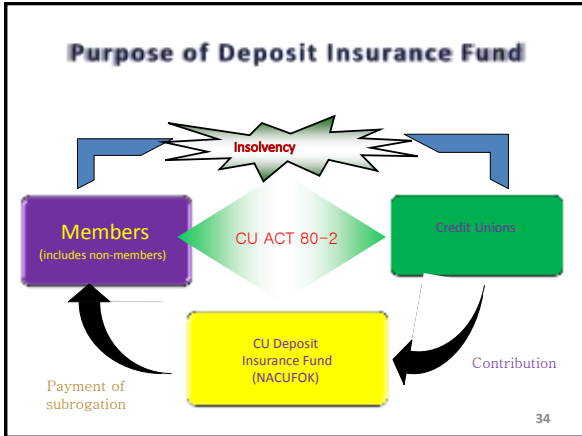 Purpose of Deposit Insurance Fund
Insolvency
Members
(includes non-members)
CU ACT 80-2
Credit Unions
CU Deposit
Insurance Fund
(NACUFOK)
Payment of
subrogation
Contribution
34